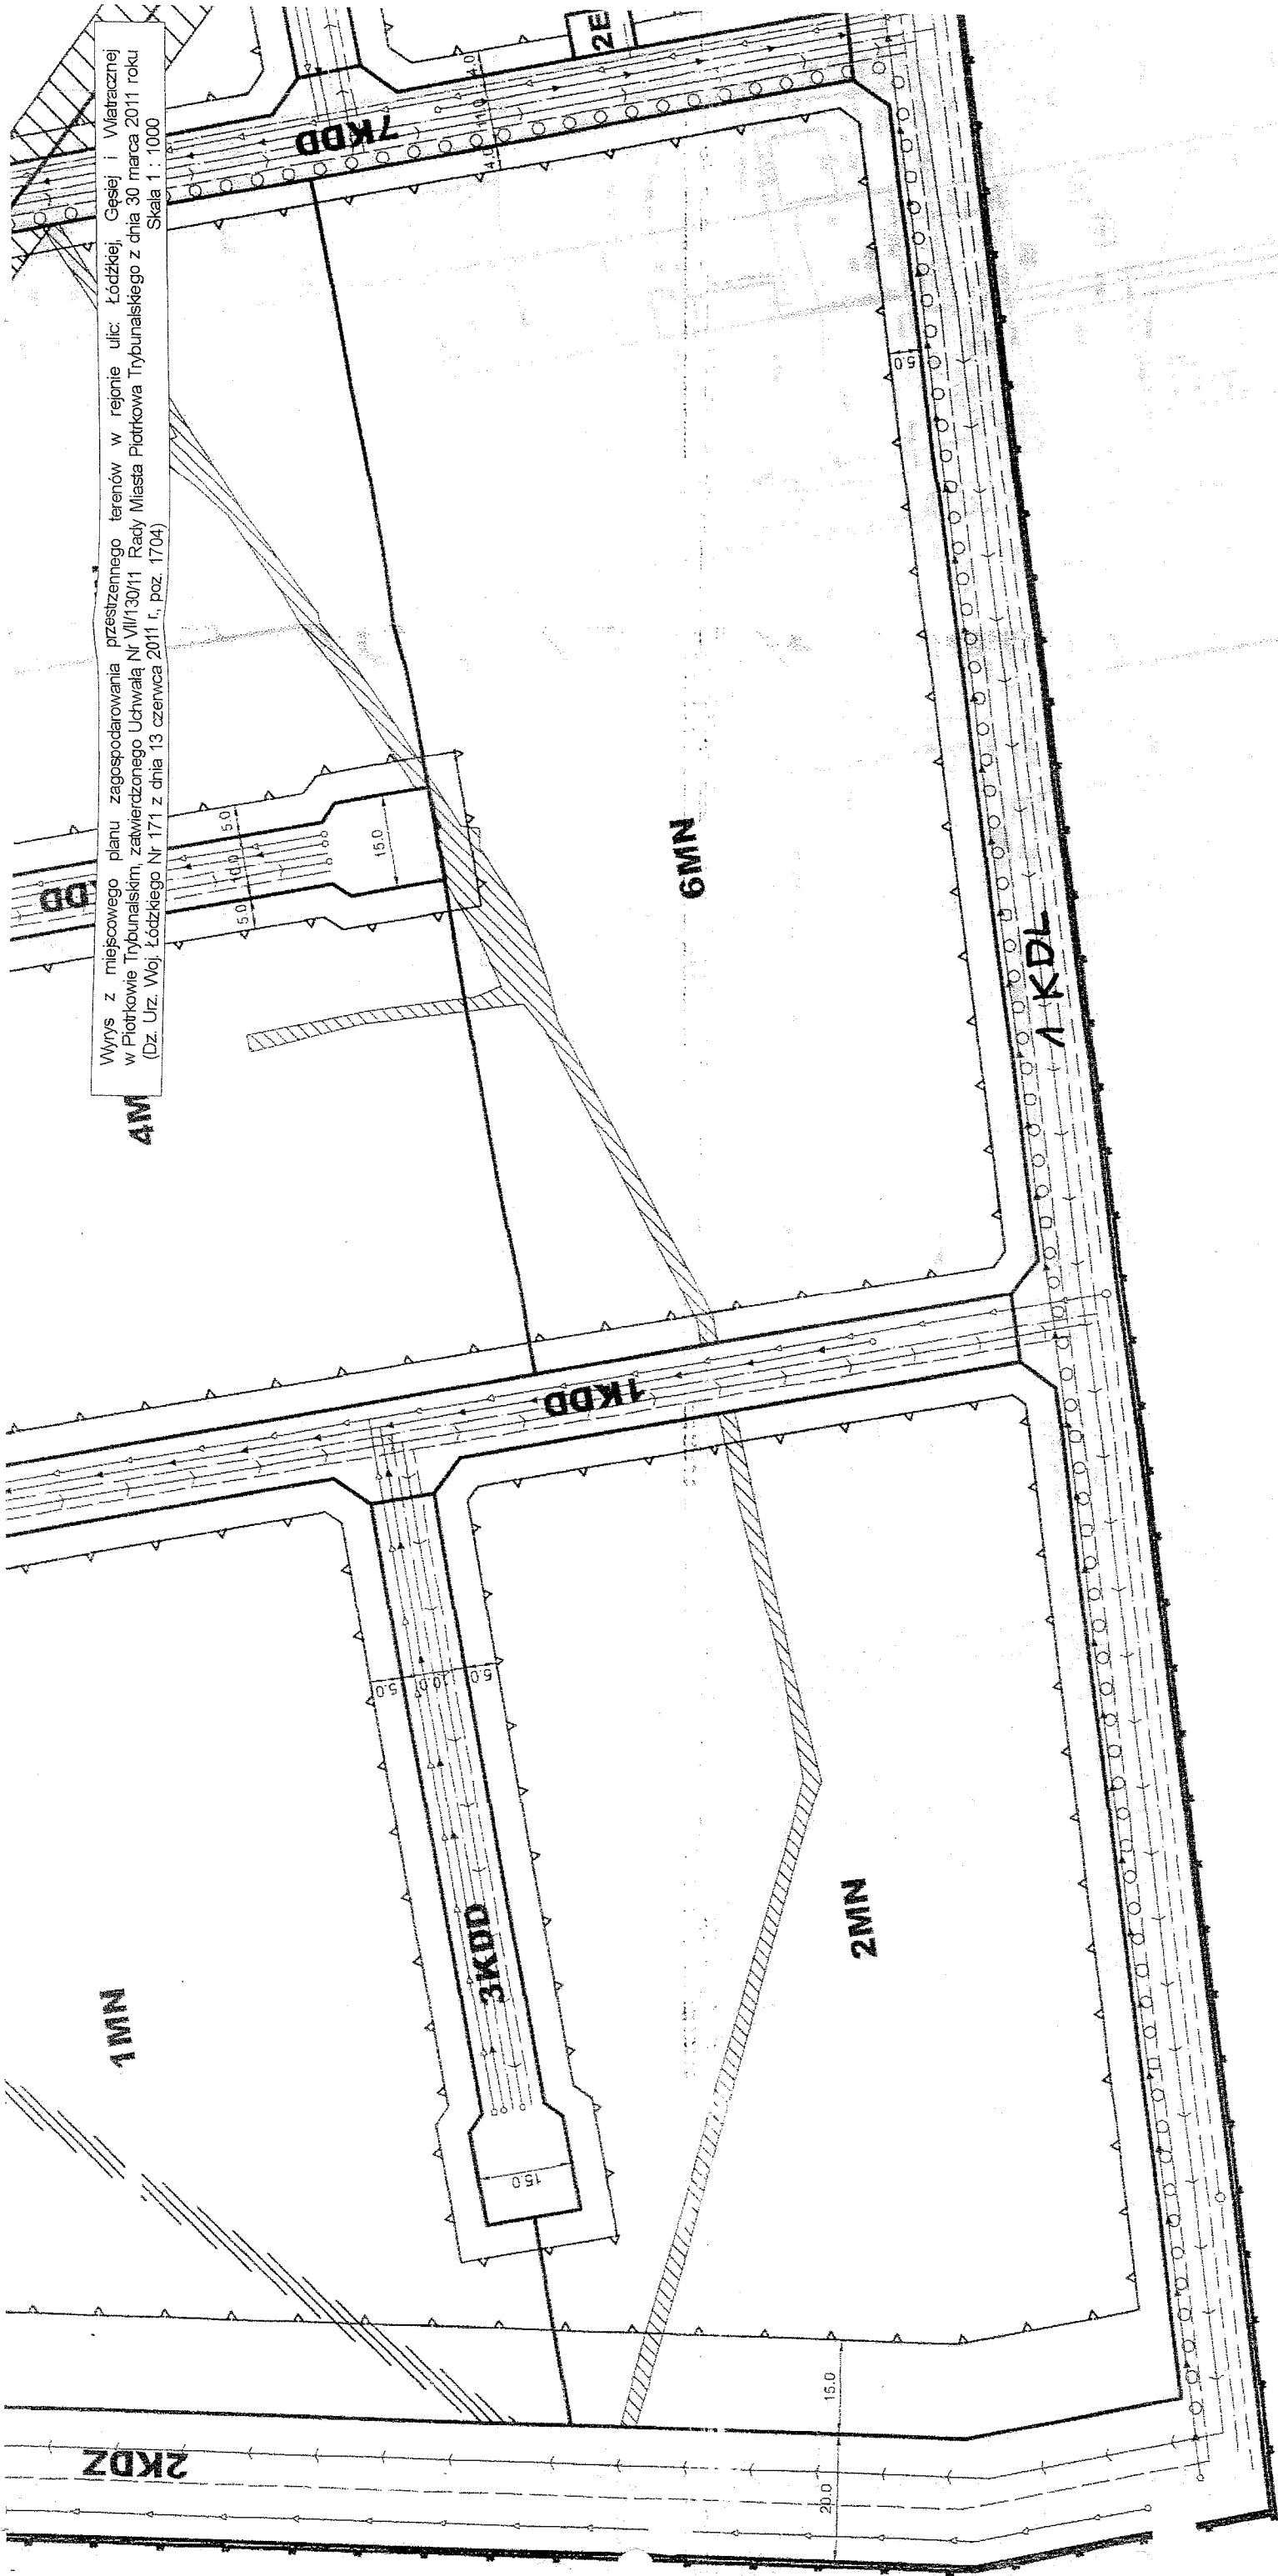 Wyrys z miejscowego planu zagospodarowania przestrzennego terenów w rejonie ulic: Łódzkiej, Gęsiej i Wiatracznej
w Piotrkowie Trybunalskim, zatwierdzonego Uchwałą Nr VII/130/11 Rady Miasta Piotrkowa Trybunalskiego z dnia 30 marca 2011 roku
(Dz. Urz. Woj. Łódzkiego Nr 171 z dnia 13 czerwca 2011 r., poz. 1704)
Skala 1 : 1000
2E
7KDD
4.0
11.0
4.0
5.0
DD
5.0
10.0
5.0
15.0
4M
6MN
1 KDL
1KDD
5.0
10.0
5.0
3KDD
15.0
1MN
2MN
15.0
20.0
2KDZ